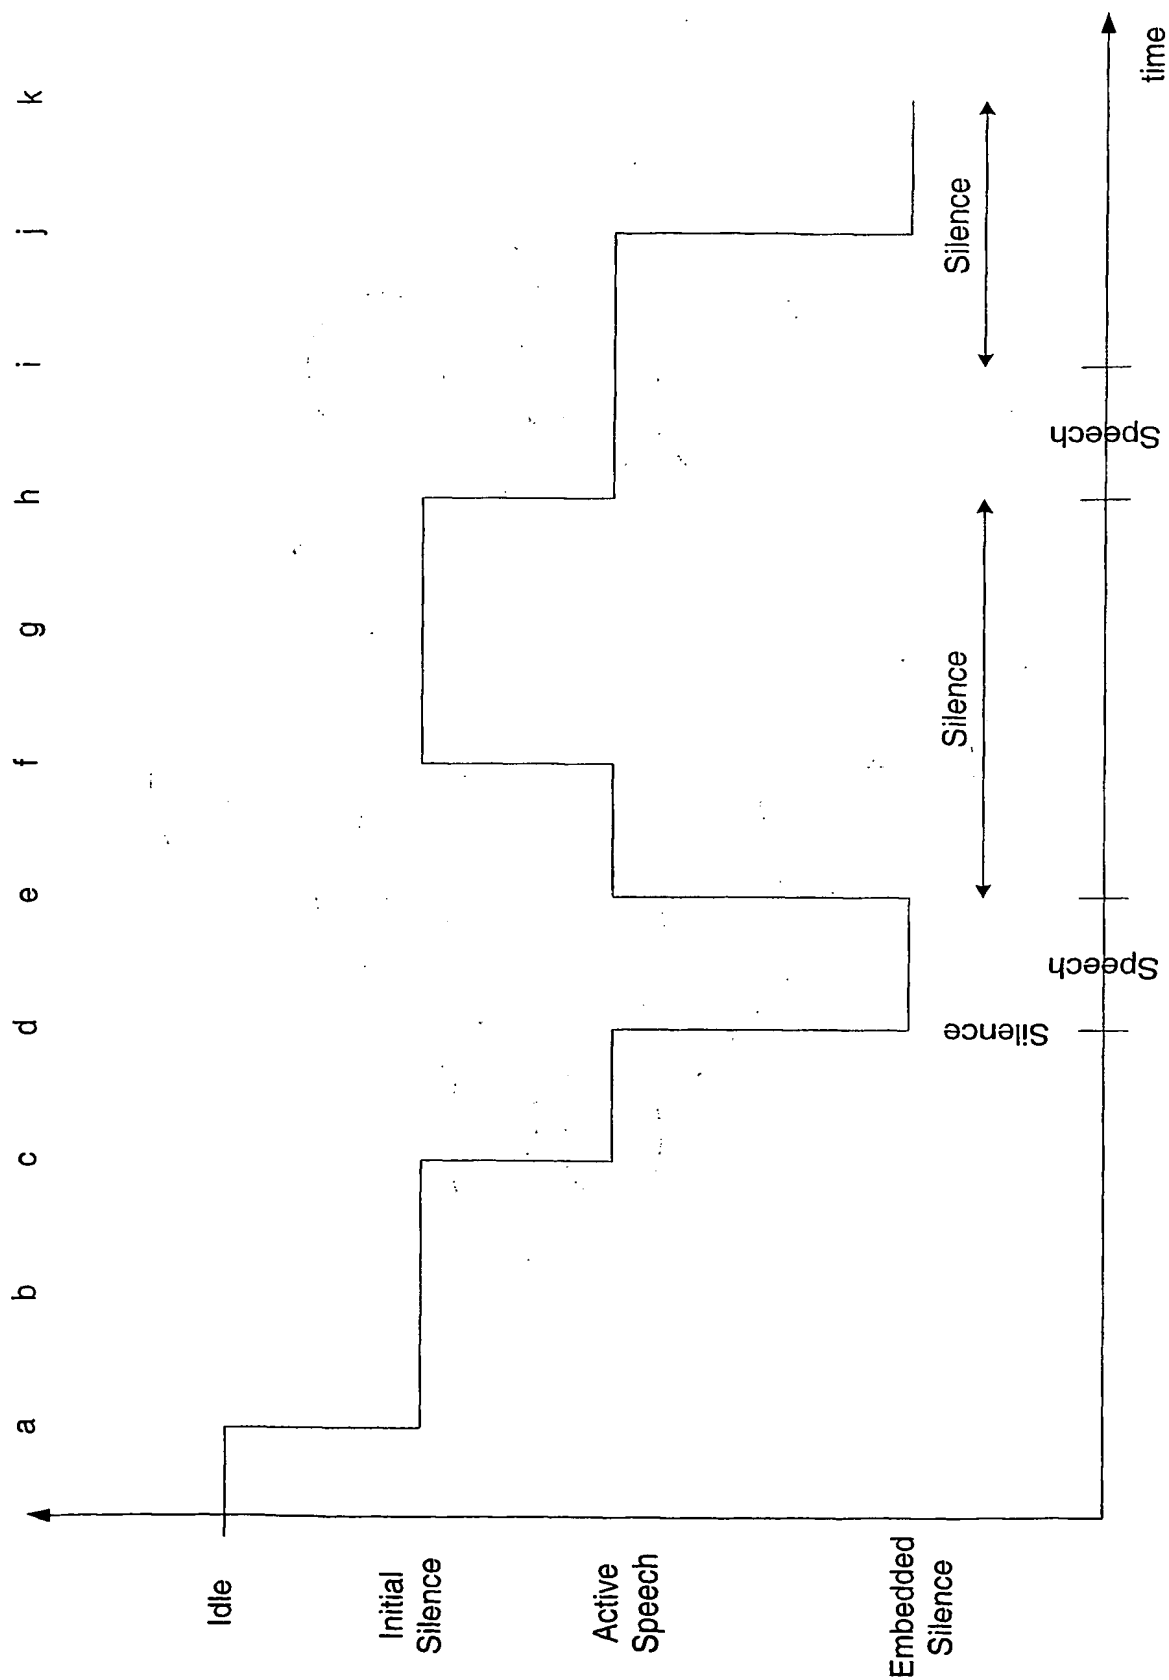 a b c d e f g h i j k
Idle
Initial
Silence
Active
Speech
Embedded
Silence
Silence
Silence
Silence
Speech
Speech
time